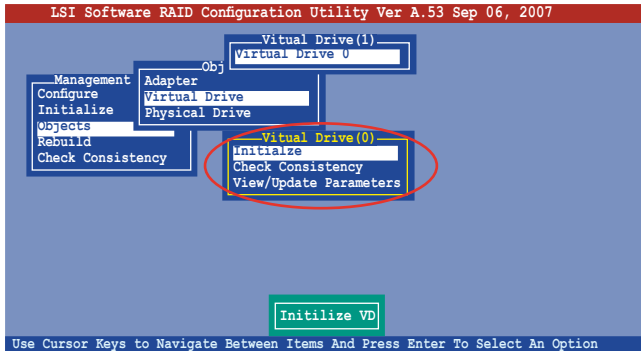 LSI Software RAID Configuration Utility Ver A.53 Sep 06, 2007
Vitual Drive(1)
Virtual Drive 0
Obj
Adapter
Virtual Drive
Physical Drive
Management
Configure
Initialize
Objects
Rebuild
Check Consistency
Vitual Drive(0)
Initialze
Check Consistency
View/Update Parameters
Initilize VD
Use Cursor Keys to Navigate Between Items And Press Enter To Select An Option